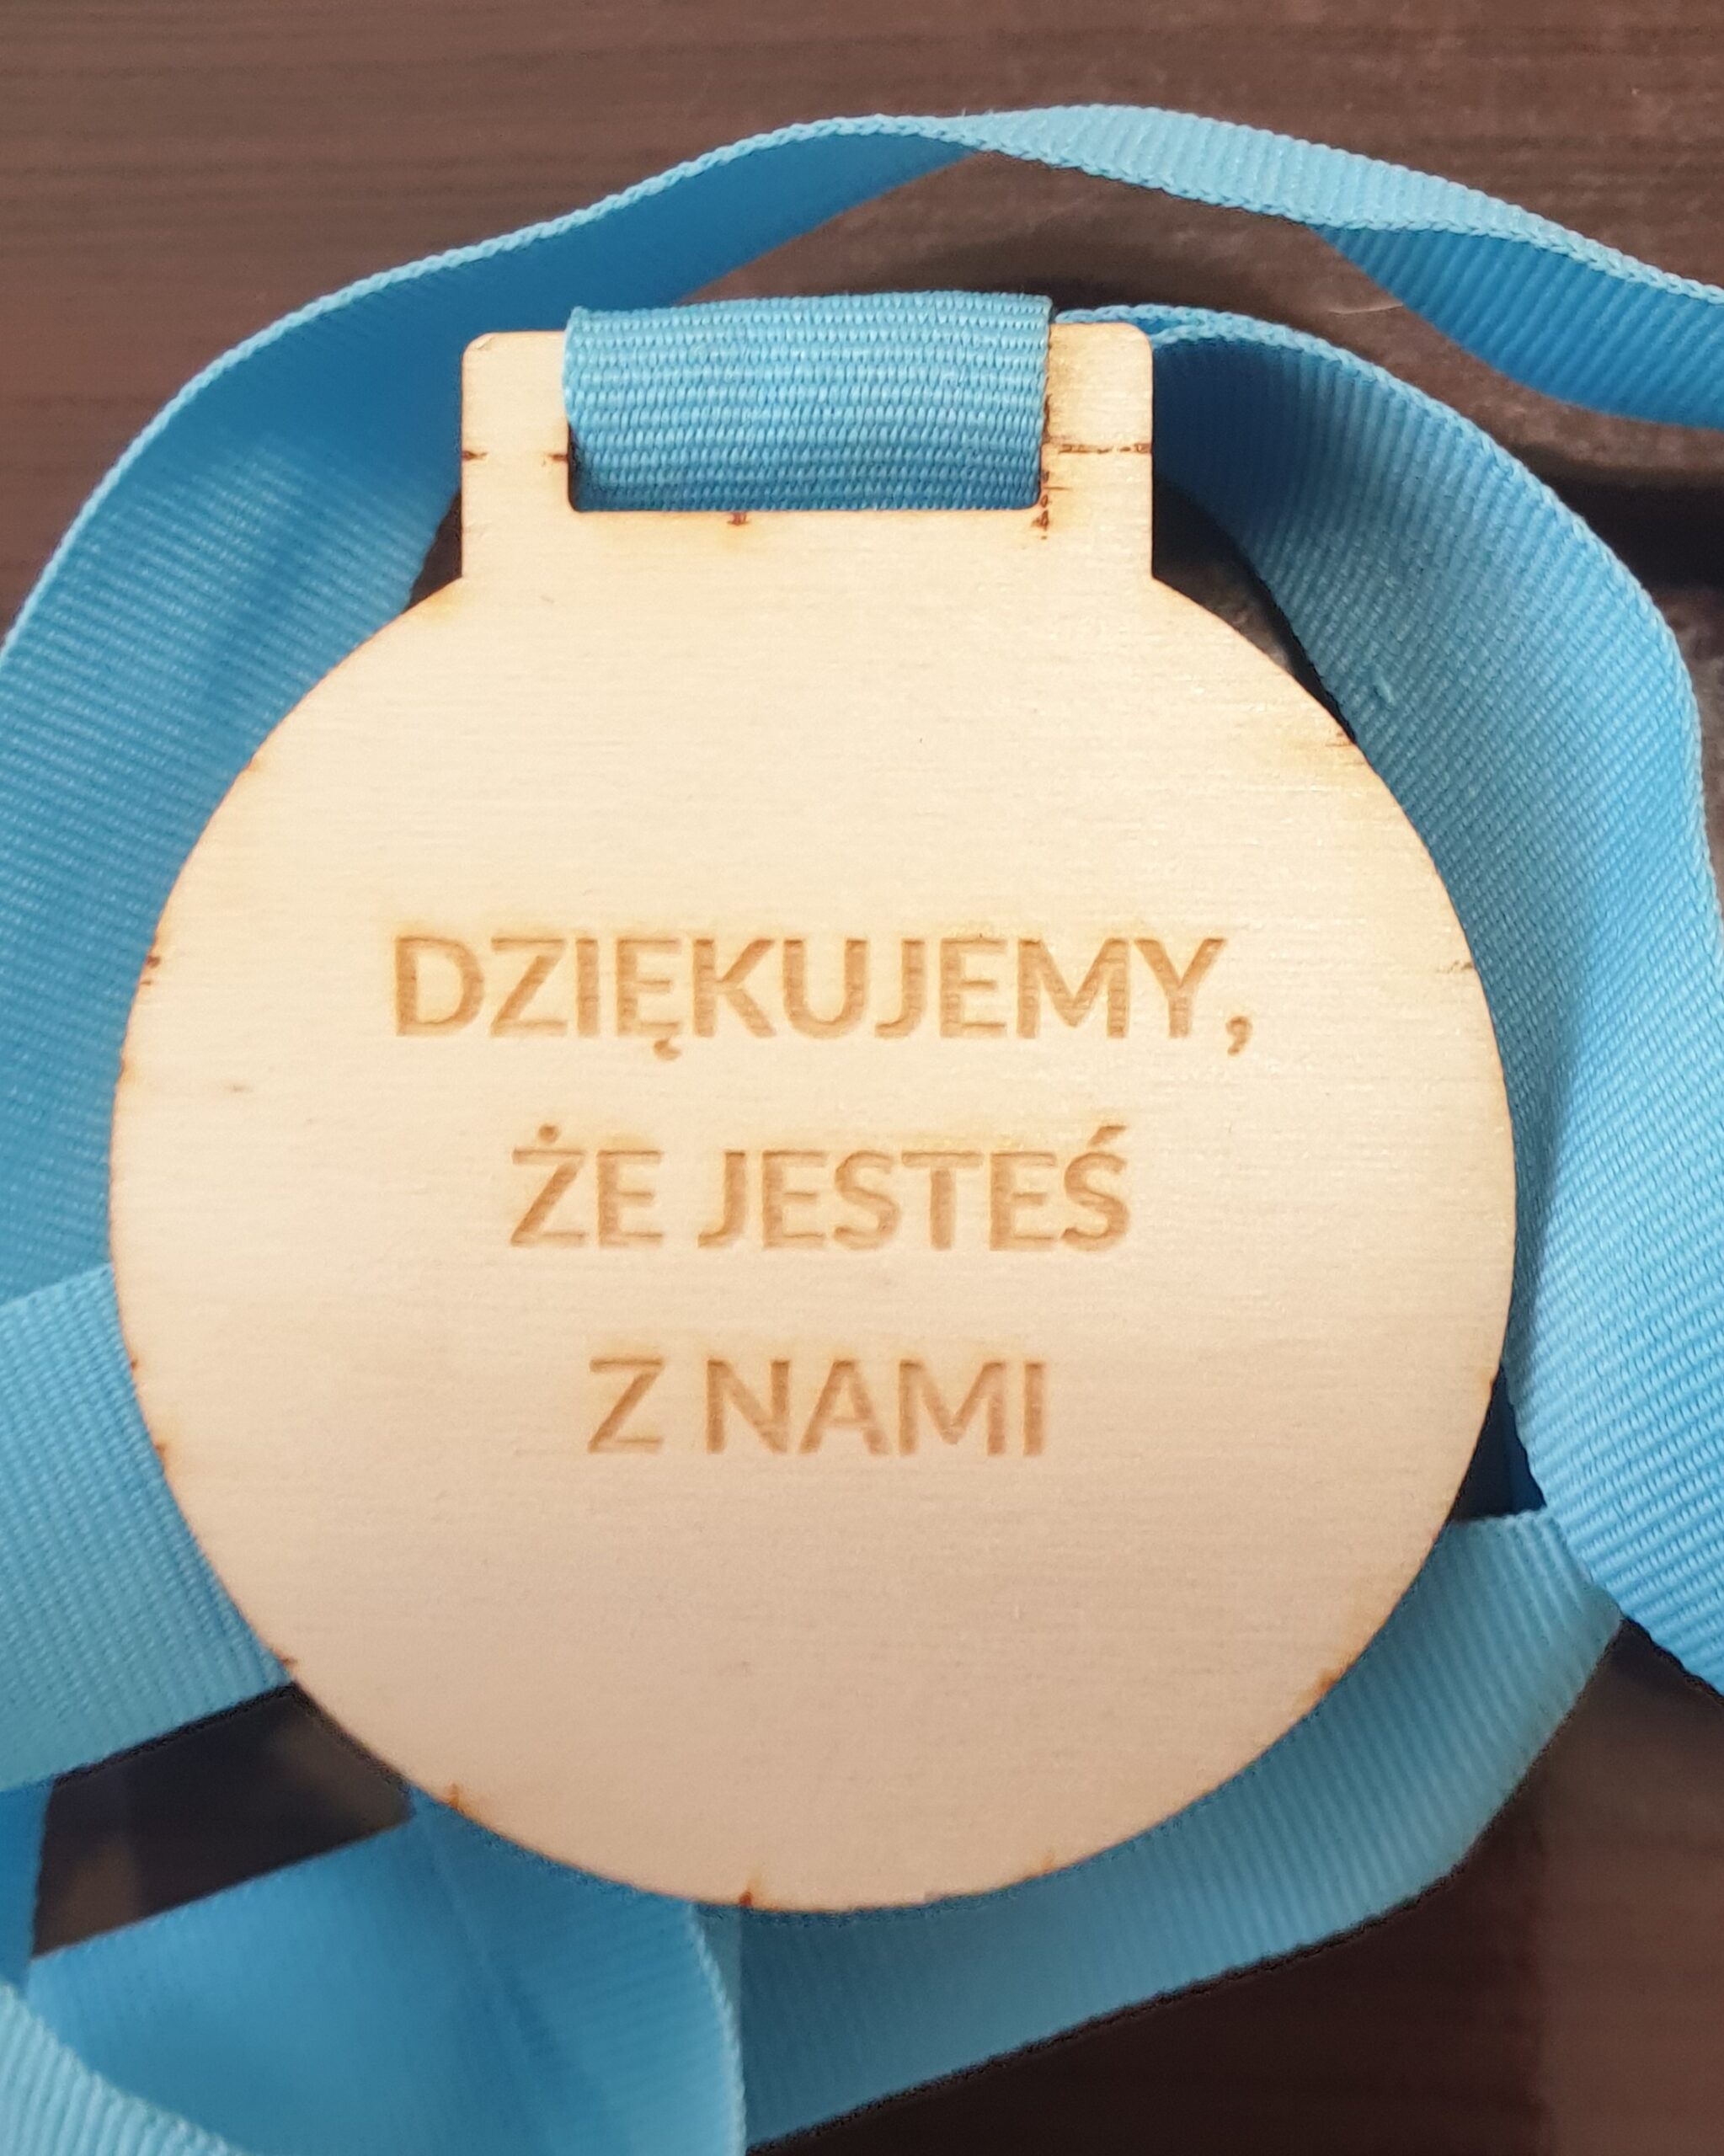 DZIĘKUJEMY,
ŻE JESTEŚ
Z NAMI